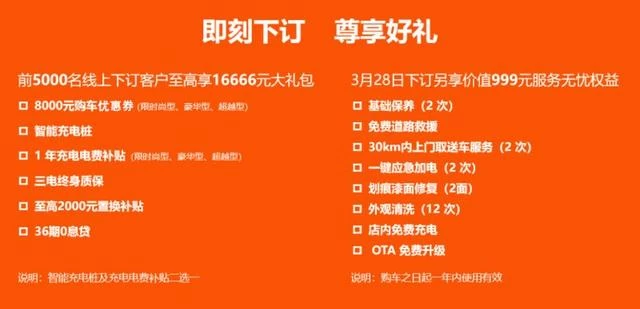 即刻下订 尊享好礼
前5000名线上下订客户至高享16666元大礼包
8000元购车优惠券(限时尚型、豪华型、超越型)
智能充电桩
1 年充电电费补贴(限时尚型、豪华型、超越型)
三电终身质保
至高2000元置换补贴
36期0息贷
说明：智能充电桩及充电电费补贴二选一
3月28日下订另享价值999元服务无忧权益
基础保养（2 次）
免费道路救援
30km内上门取送车服务（2 次）
一键应急加电（2 次）
划痕漆面修复（2面）
外观清洗（12 次）
店内免费充电
OTA 免费升级
说明：购车之日起一年内使用有效